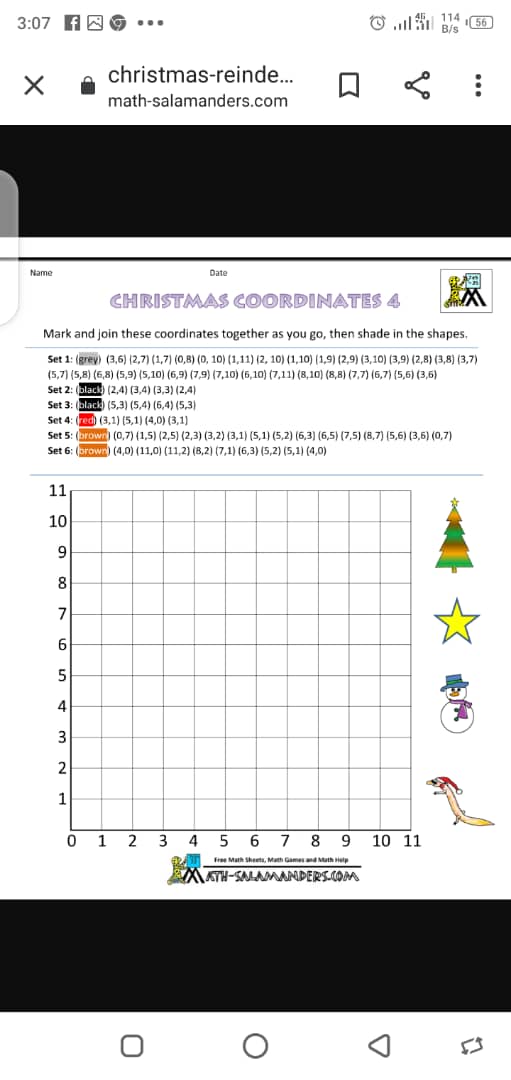 3:07
4G
114
B/s
56
christmas-reinde...
math-salamanders.com
Name
Date
CHRISTMAS COORDINATES 4
Mark and join these coordinates together as you go, then shade in the shapes.
Set 1: (grey) (3,6) (2,7) (1,7) (0,8) (0, 10) (1,11) (2, 10) (1,10) (1,9) (2,9) (3,10) (3,9) (2,8) (3,8) (3,7)
(5,7) (5,8) (6,8) (5,9) (5,10) (6,9) (7,9) (7,10) (6,10) (7,11) (8,10) (8,8) (7,7) (6,7) (5,6) (3,6)
Set 2: (black) (2,4) (3,4) (3,3) (2,4)
Set 3: (black) (5,3) (5,4) (6,4) (5,3)
Set 4: (red) (3,1) (5,1) (4,0) (3,1)
Set 5: (brown) (0,7) (1,5) (2,5) (2,3) (3,2) (3,1) (5,1) (5,2) (6,3) (6,5) (7,5) (8,7) (5,6) (3,6) (0,7)
Set 6: (brown) (4,0) (11,0) (11,2) (8,2) (7,1) (6,3) (5,2) (5,1) (4,0)
11
10
9
8
7
6
5
4
3
2
1
0 1 2 3 4 5 6 7 8 9 10 11
Free Math Sheets, Math Games and Math Help
MATH-SALAMANDERS.COM